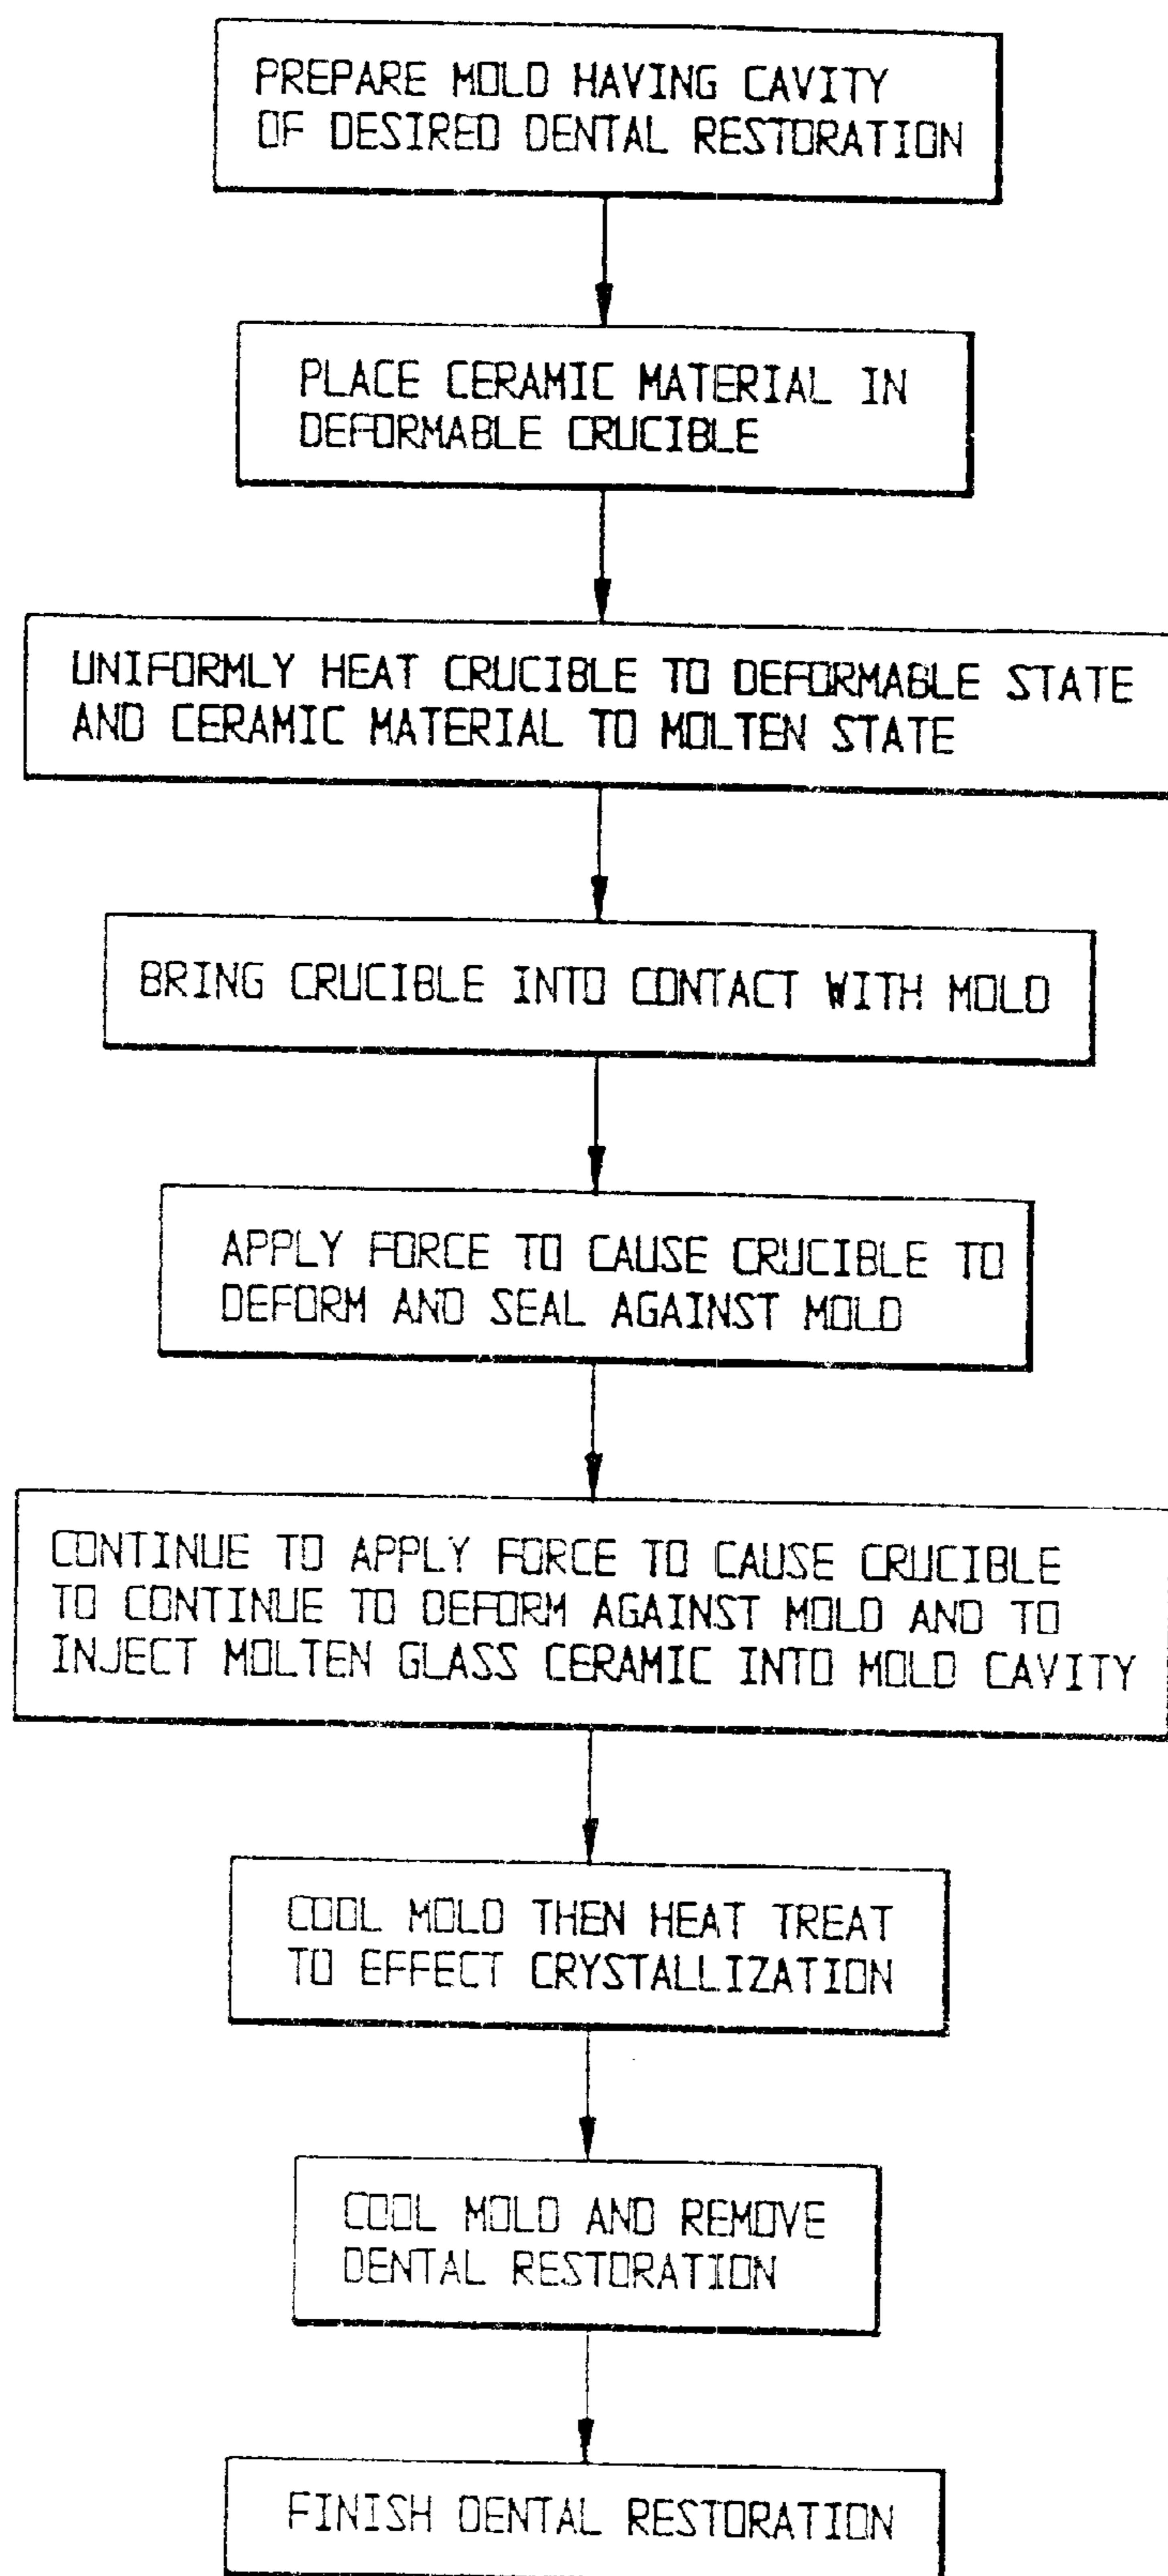 PREPARE MOLD HAVING CAVITY
OF DESIRED DENTAL RESTORATION
PLACE CERAMIC MATERIAL IN
DEFORMABLE CRUCIBLE
UNIFORMLY HEAT CRUCIBLE TO DEFORMABLE STATE
AND CERAMIC MATERIAL TO MOLTEN STATE
BRING CRUCIBLE INTO CONTACT WITH MOLD
APPLY FORCE TO CAUSE CRUCIBLE TO
DEFORM AND SEAL AGAINST MOLD
CONTINUE TO APPLY FORCE TO CAUSE CRUCIBLE
TO CONTINUE TO DEFORM AGAINST MOLD AND TO
INJECT MOLTEN GLASS CERAMIC INTO MOLD CAVITY
COOL MOLD THEN HEAT TREAT
TO EFFECT CRYSTALLIZATION
COOL MOLD AND REMOVE
DENTAL RESTORATION
FINISH DENTAL RESTORATION